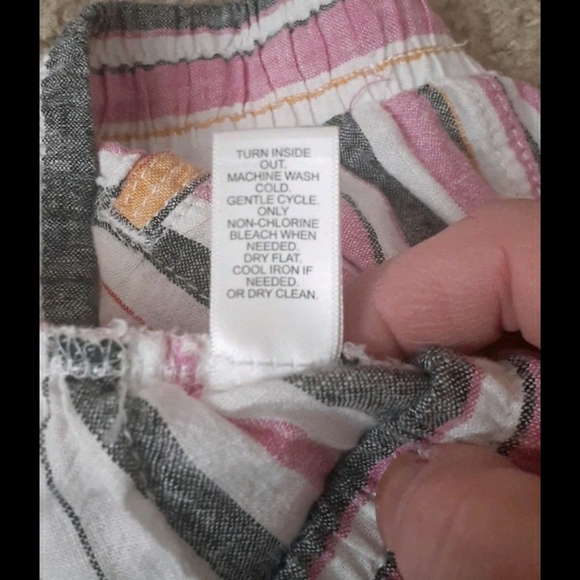 TURN INSIDE
OUT.
MACHINE WASH
COLD.
GENTLE CYCLE.
ONLY
NON-CHLORINE
BLEACH WHEN
NEEDED.
DRY FLAT.
COOL IRON IF
NEEDED.
OR DRY CLEAN.